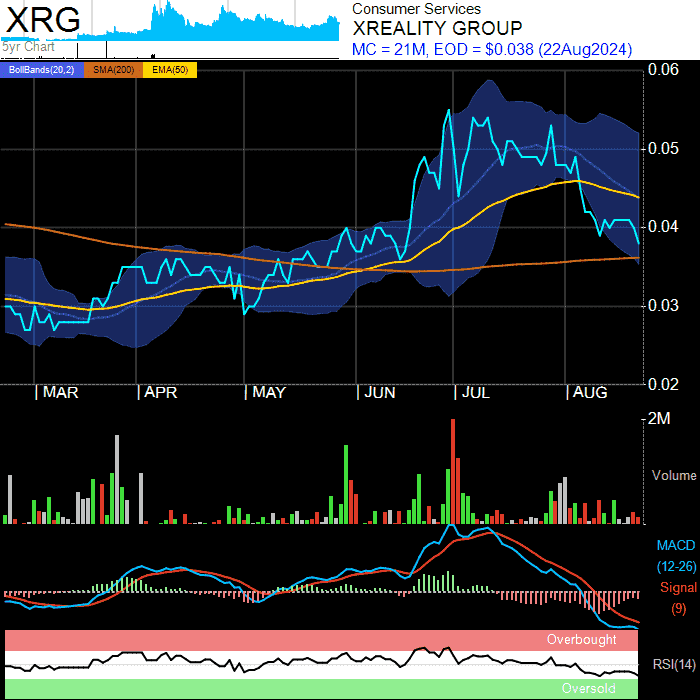 XRG
5yr Chart
Consumer Services
XREALITY GROUP
MC = 21M, EOD = $0.038 (22Aug2024)
BollBands(20,2) SMA(200) EMA(50)
0.06
0.05
0.04
0.03
0.02
| MAR | APR | MAY | JUN | JUL | AUG
2M
Volume
MACD
(12-26)
Signal
(9)
Overbought
RSI(14)
Oversold